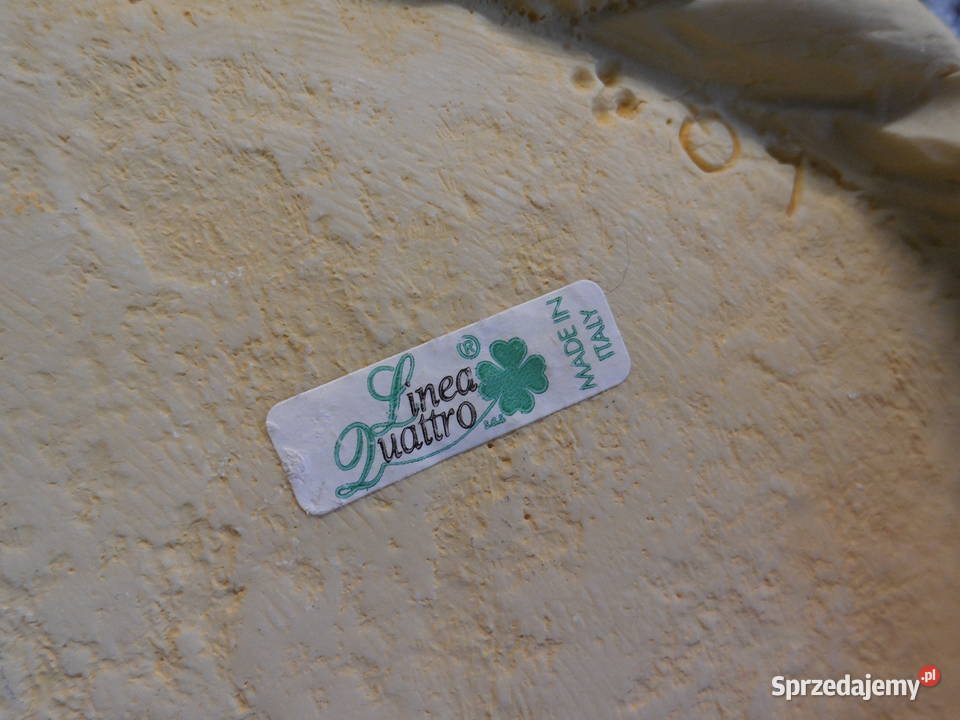 Linea ®
Quattro s.a.s
MADE IN
ITALY
Sprzedajemy.pl